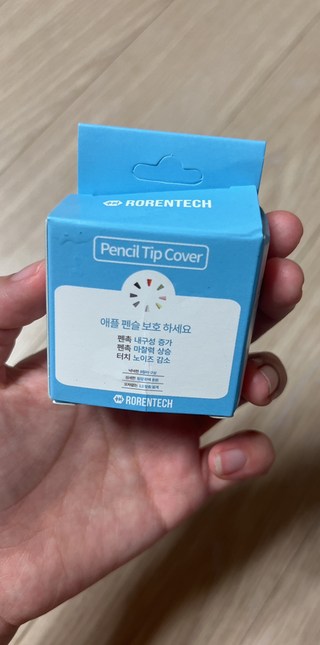 RORENTECH
Pencil Tip Cover
애플 펜슬 보호 하세요
펜촉 내구성 증가
펜촉 마찰력 상승
터치 노이즈 감소
RORENTECH